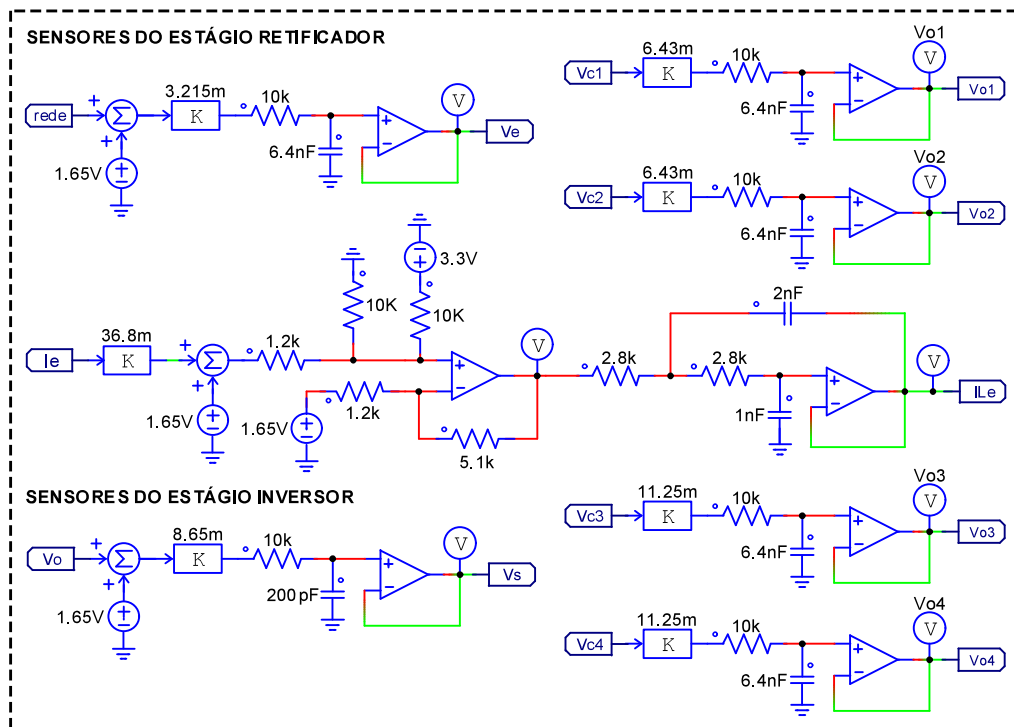 SENSORES DO ESTÁGIO RETIFICADOR
rede
+
+
Σ
1.65V
3.215m
K
10k
6.4nF
V
Ve
Vc1
6.43m
K
10k
6.4nF
Vo1
V
Vo1
Vc2
6.43m
K
10k
6.4nF
Vo2
V
Vo2
Ie
36.8m
K
+
+
Σ
1.65V
1.2k
10K
3.3V
10K
1.65V
1.2k
5.1k
V
2.8k
2.8k
2nF
1nF
V
ILe
SENSORES DO ESTÁGIO INVERSOR
Vo
+
+
Σ
1.65V
8.65m
K
10k
200pF
V
Vs
Vc3
11.25m
K
10k
6.4nF
Vo3
V
Vo3
Vc4
11.25m
K
10k
6.4nF
Vo4
V
Vo4